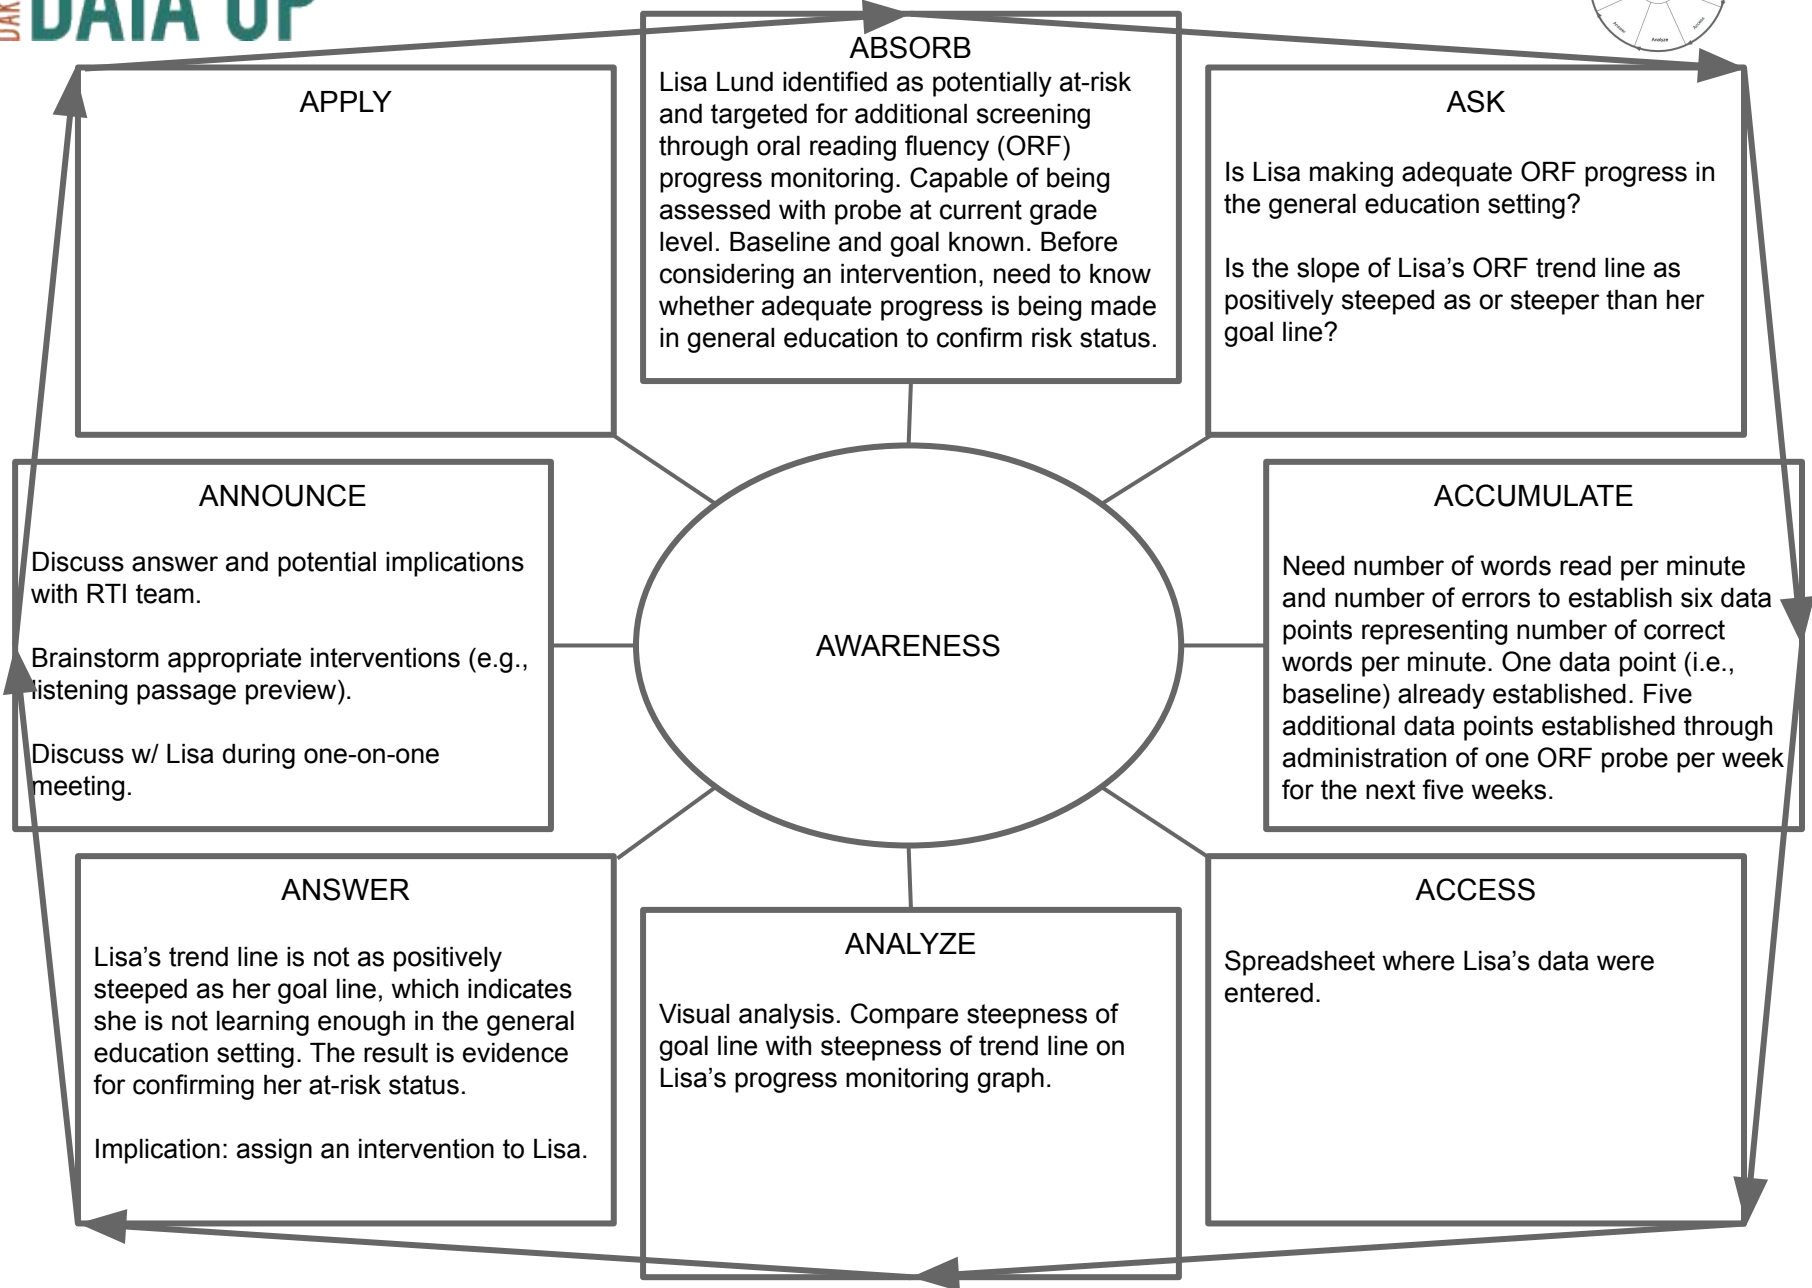 DATA UP
ABSORB
Lisa Lund identified as potentially at-risk
and targeted for additional screening
through oral reading fluency (ORF)
progress monitoring. Capable of being
assessed with probe at current grade
level. Baseline and goal known. Before
considering an intervention, need to know
whether adequate progress is being made
in general education to confirm risk status.
ASK
Is Lisa making adequate ORF progress in
the general education setting?
Is the slope of Lisa’s ORF trend line as
positively steeped as or steeper than her
goal line?
ACCUMULATE
Need number of words read per minute
and number of errors to establish six data
points representing number of correct
words per minute. One data point (i.e.,
baseline) already established. Five
additional data points established through
administration of one ORF probe per week
for the next five weeks.
ACCESS
Spreadsheet where Lisa’s data were
entered.
ANALYZE
Visual analysis. Compare steepness of
goal line with steepness of trend line on
Lisa’s progress monitoring graph.
ANSWER
Lisa’s trend line is not as positively
steeped as her goal line, which indicates
she is not learning enough in the general
education setting. The result is evidence
for confirming her at-risk status.
Implication: assign an intervention to Lisa.
ANNOUNCE
Discuss answer and potential implications
with RTI team.
Brainstorm appropriate interventions (e.g.,
listening passage preview).
Discuss w/ Lisa during one-on-one
meeting.
APPLY
AWARENESS
Answer
Analyze
Access